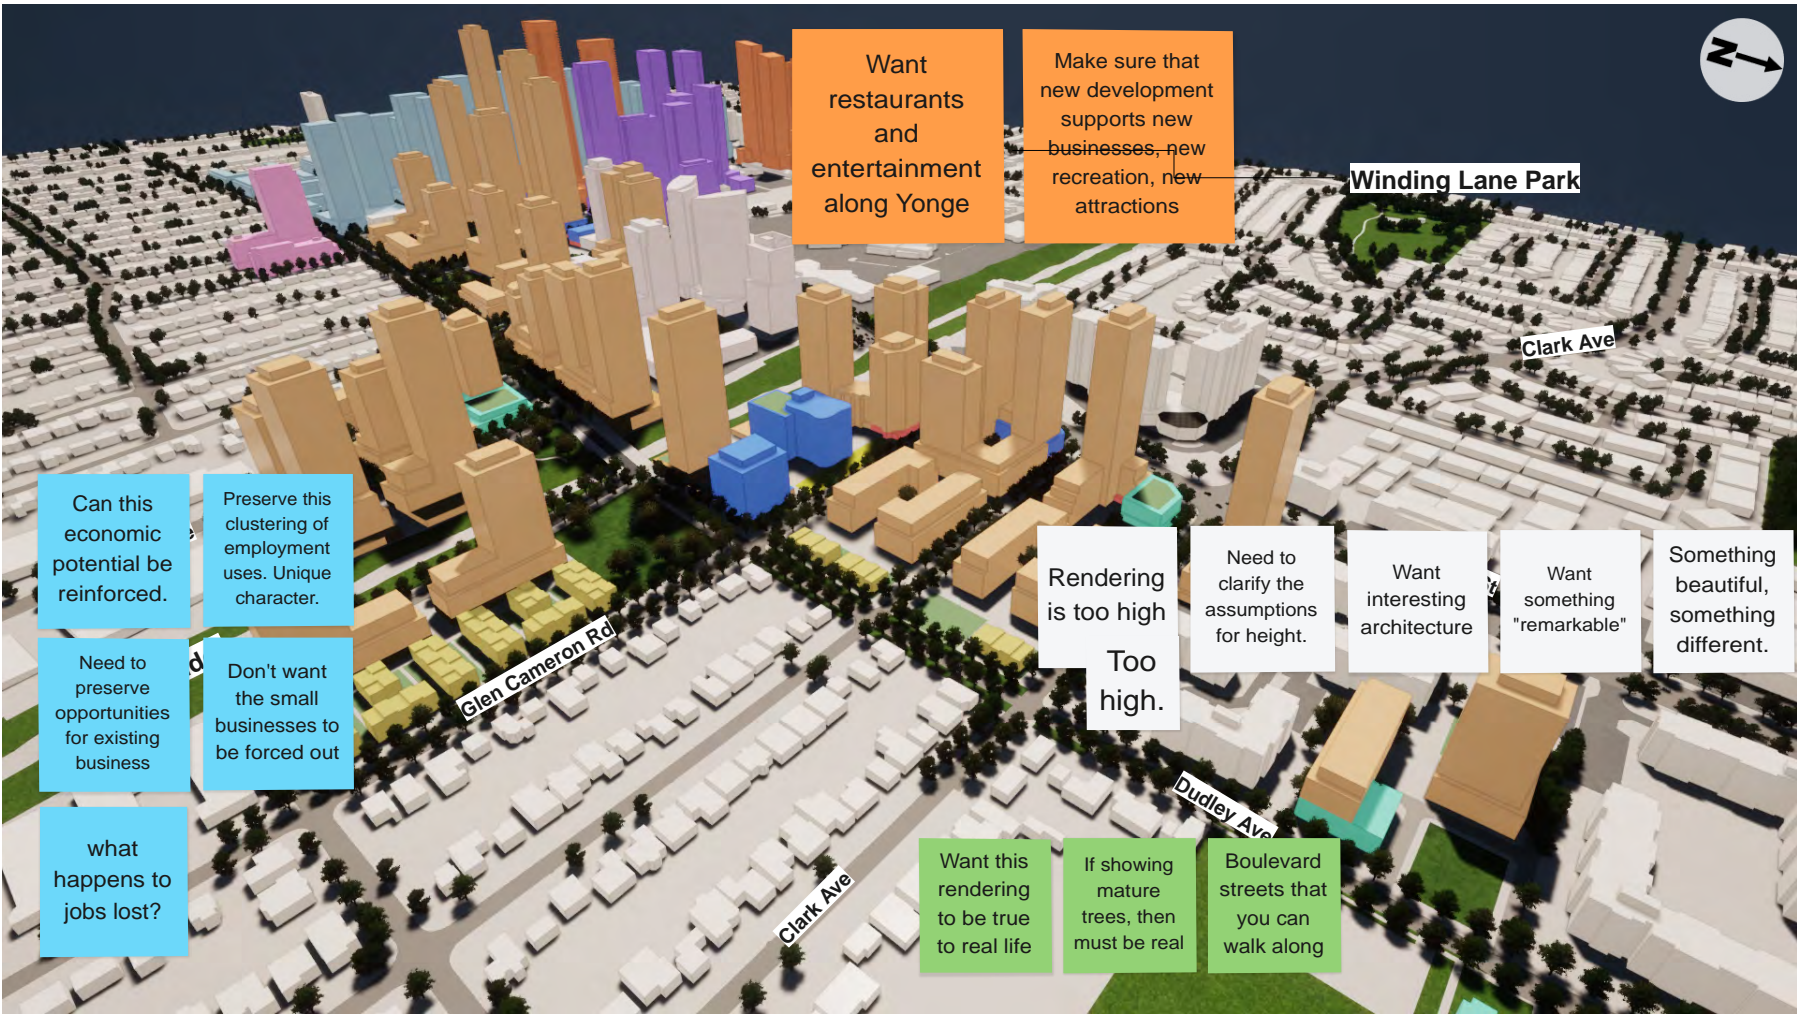 N
Want
restaurants
and
entertainment
along Yonge
Make sure that
new development
supports new
businesses, new
recreation, new
attractions
Winding Lane Park
Clark Ave
Can this
economic
potential be
reinforced.
Preserve this
clustering of
employment
uses. Unique
character.
Need to
preserve
opportunities
for existing
business
Don't want
the small
businesses to
be forced out
what
happens to
jobs lost?
Glen Cameron Rd
Rendering
is too high
Too
high.
Need to
clarify the
assumptions
for height.
Want
interesting
architecture
Want
something
"remarkable"
Something
beautiful,
something
different.
Dudley Ave
Clark Ave
Want this
rendering
to be true
to real life
If showing
mature
trees, then
must be real
Boulevard
streets that
you can
walk along